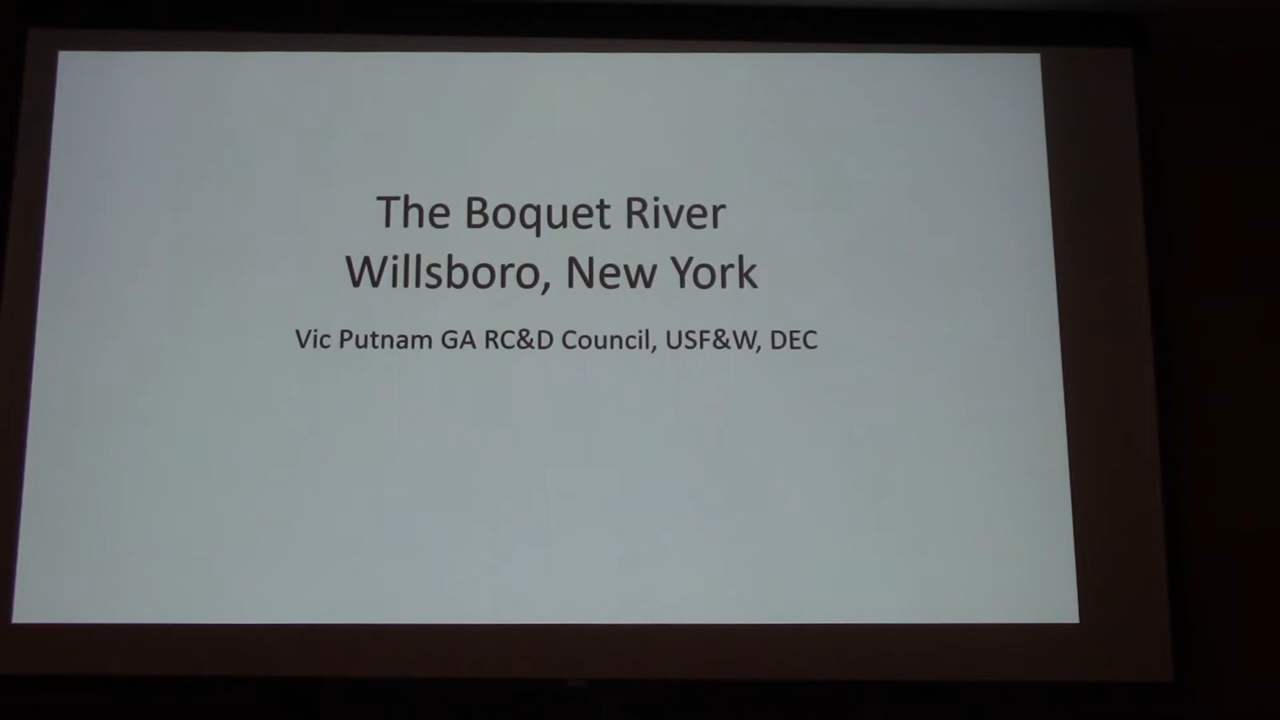 The Boquet River
Willsboro, New York
Vic Putnam GA RC&D Council, USF&W, DEC